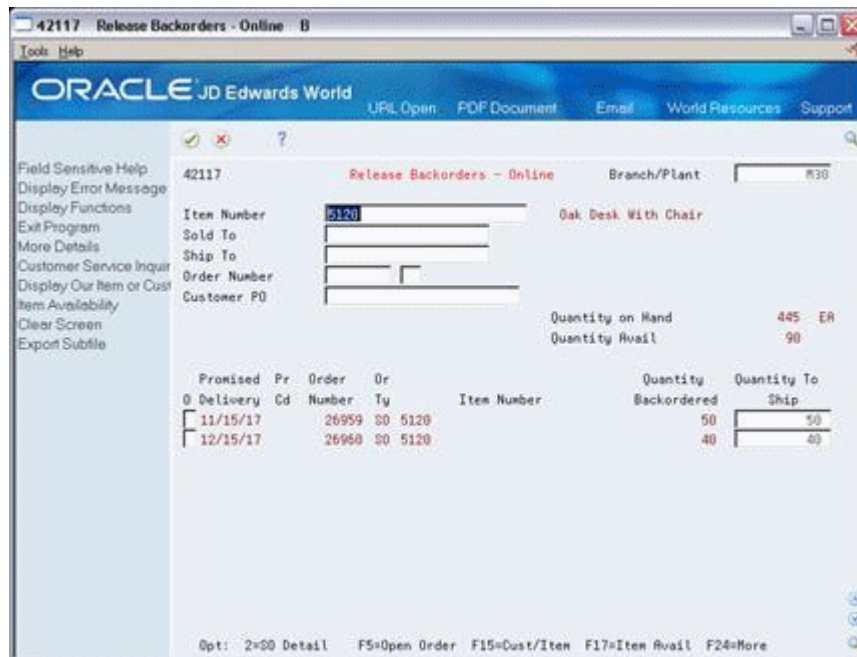 42117 Release Backorders - Online B
Tools Help
ORACLE JD Edwards World
URL Open PDF Document Email World Resources Support
Field Sensitive Help
Display Error Message
Display Functions
Exit Program
More Details
Customer Service Inquir
Display Our Item or Cust
Item Availability
Clear Screen
Export Subfile
?
42117 Release Backorders - Online Branch/Plant M30
Item Number 5120 Oak Desk With Chair
Sold To
Ship To
Order Number
Customer PO
Quantity on Hand 445 EA
Quantity Avail 90
Promised Pr Order Or Quantity Quantity To
O Delivery Cd Number Ty Item Number Backordered Ship
11/15/17 26959 SO 5120 50 50
12/15/17 26960 SO 5120 40 40
Opt: 2=SO Detail F5=Open Order F15=Cust/Item F17=Item Avail F24=More